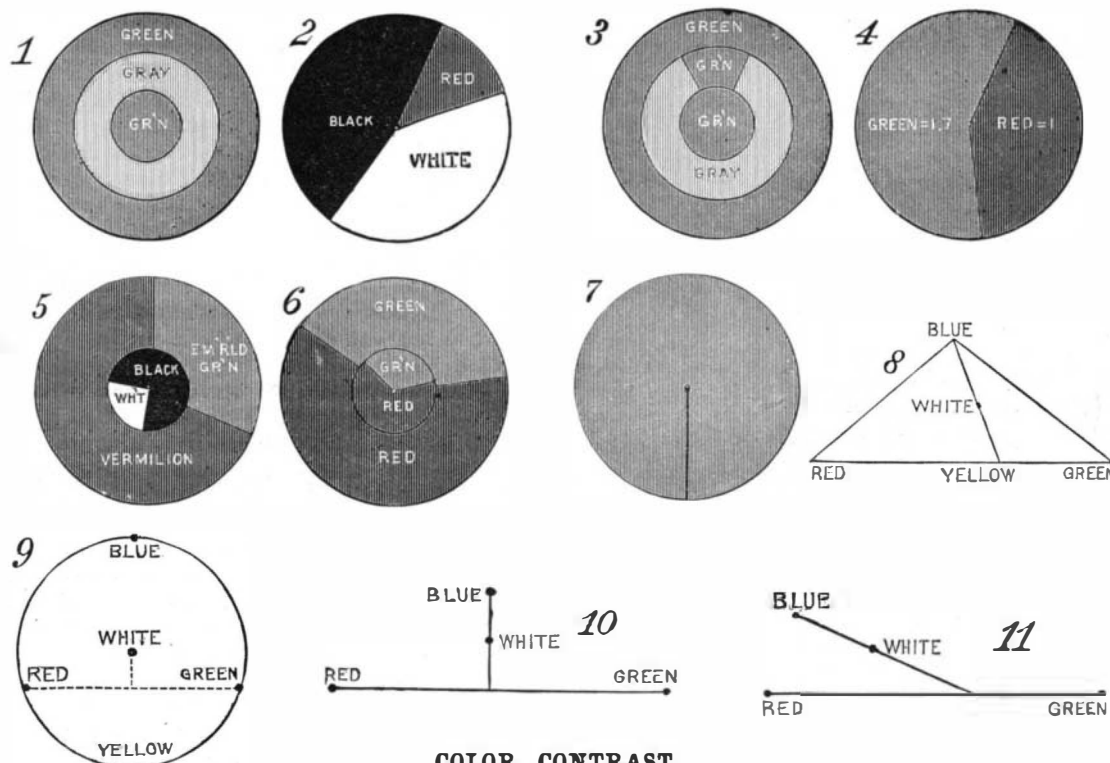 1
GREEN
GRAY
GR'N
2
BLACK
RED
WHITE
3
GREEN
GR'N
GR'N
GRAY
4
GREEN=1,7
RED=1
5
EM'RLD
GR'N
BLACK
WHT
VERMILION
6
GREEN
GR'N
RED
RED
7
8
BLUE
WHITE
RED
YELLOW
GREEN
9
BLUE
WHITE
RED
GREEN
YELLOW
10
BLUE
WHITE
RED
GREEN
11
BLUE
WHITE
RED
GREEN
COLOR CONTRAST